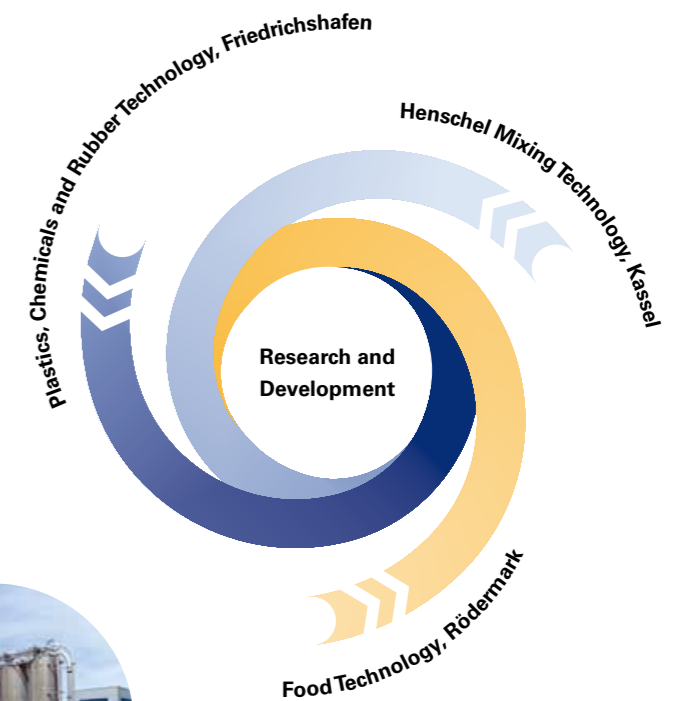 Plastics, Chemicals and Rubber Technology, Friedrichshafen
Henschel Mixing Technology, Kassel
Research and
Development
Food Technology, Rödermark